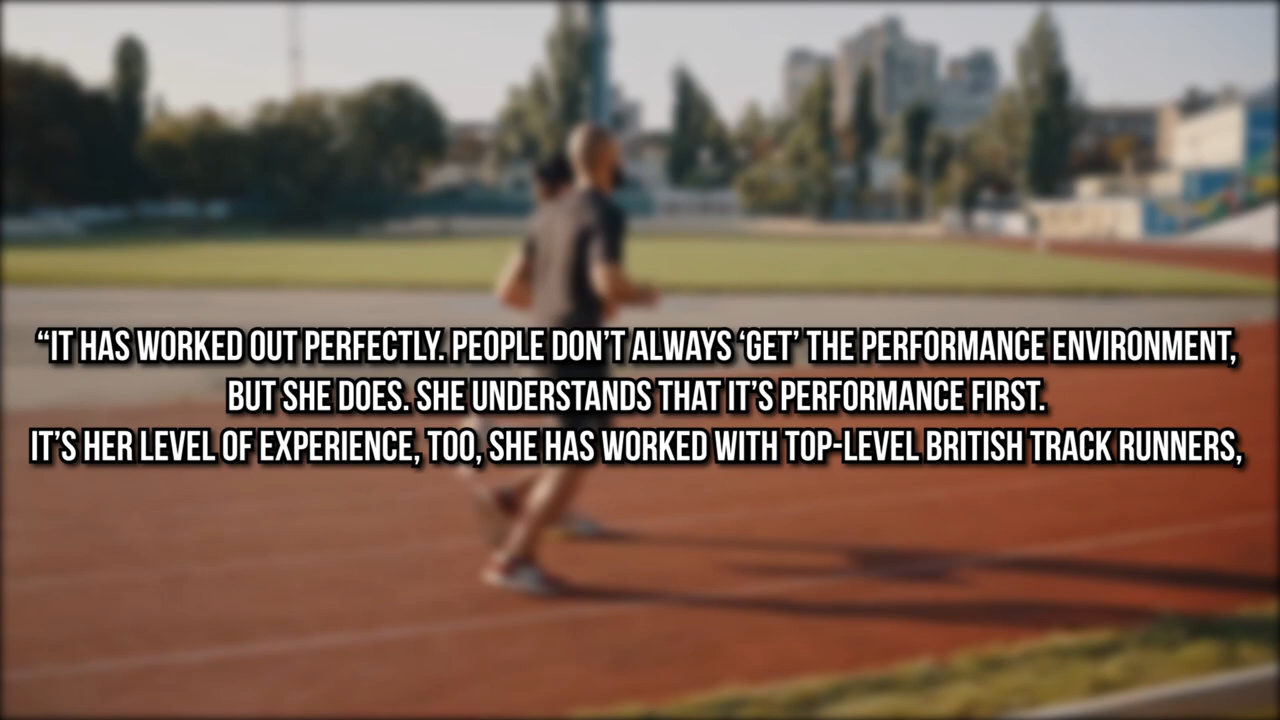 “IT HAS WORKED OUT PERFECTLY. PEOPLE DON’T ALWAYS ‘GET’ THE PERFORMANCE ENVIRONMENT,
BUT SHE DOES. SHE UNDERSTANDS THAT IT’S PERFORMANCE FIRST.
IT’S HER LEVEL OF EXPERIENCE, TOO, SHE HAS WORKED WITH TOP-LEVEL BRITISH TRACK RUNNERS,